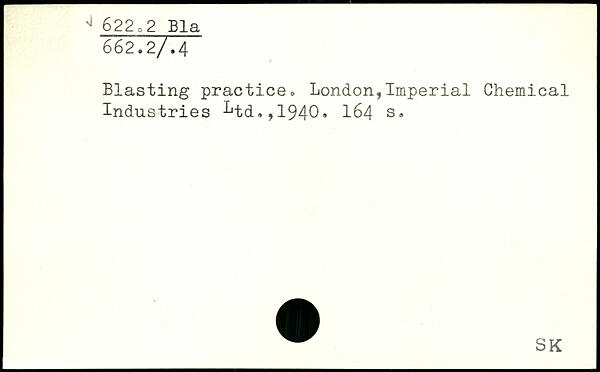 622.2 Bla
662.2/.4
Blasting practice. London,Imperial Chemical
Industries Ltd.,1940. 164 s.
SK